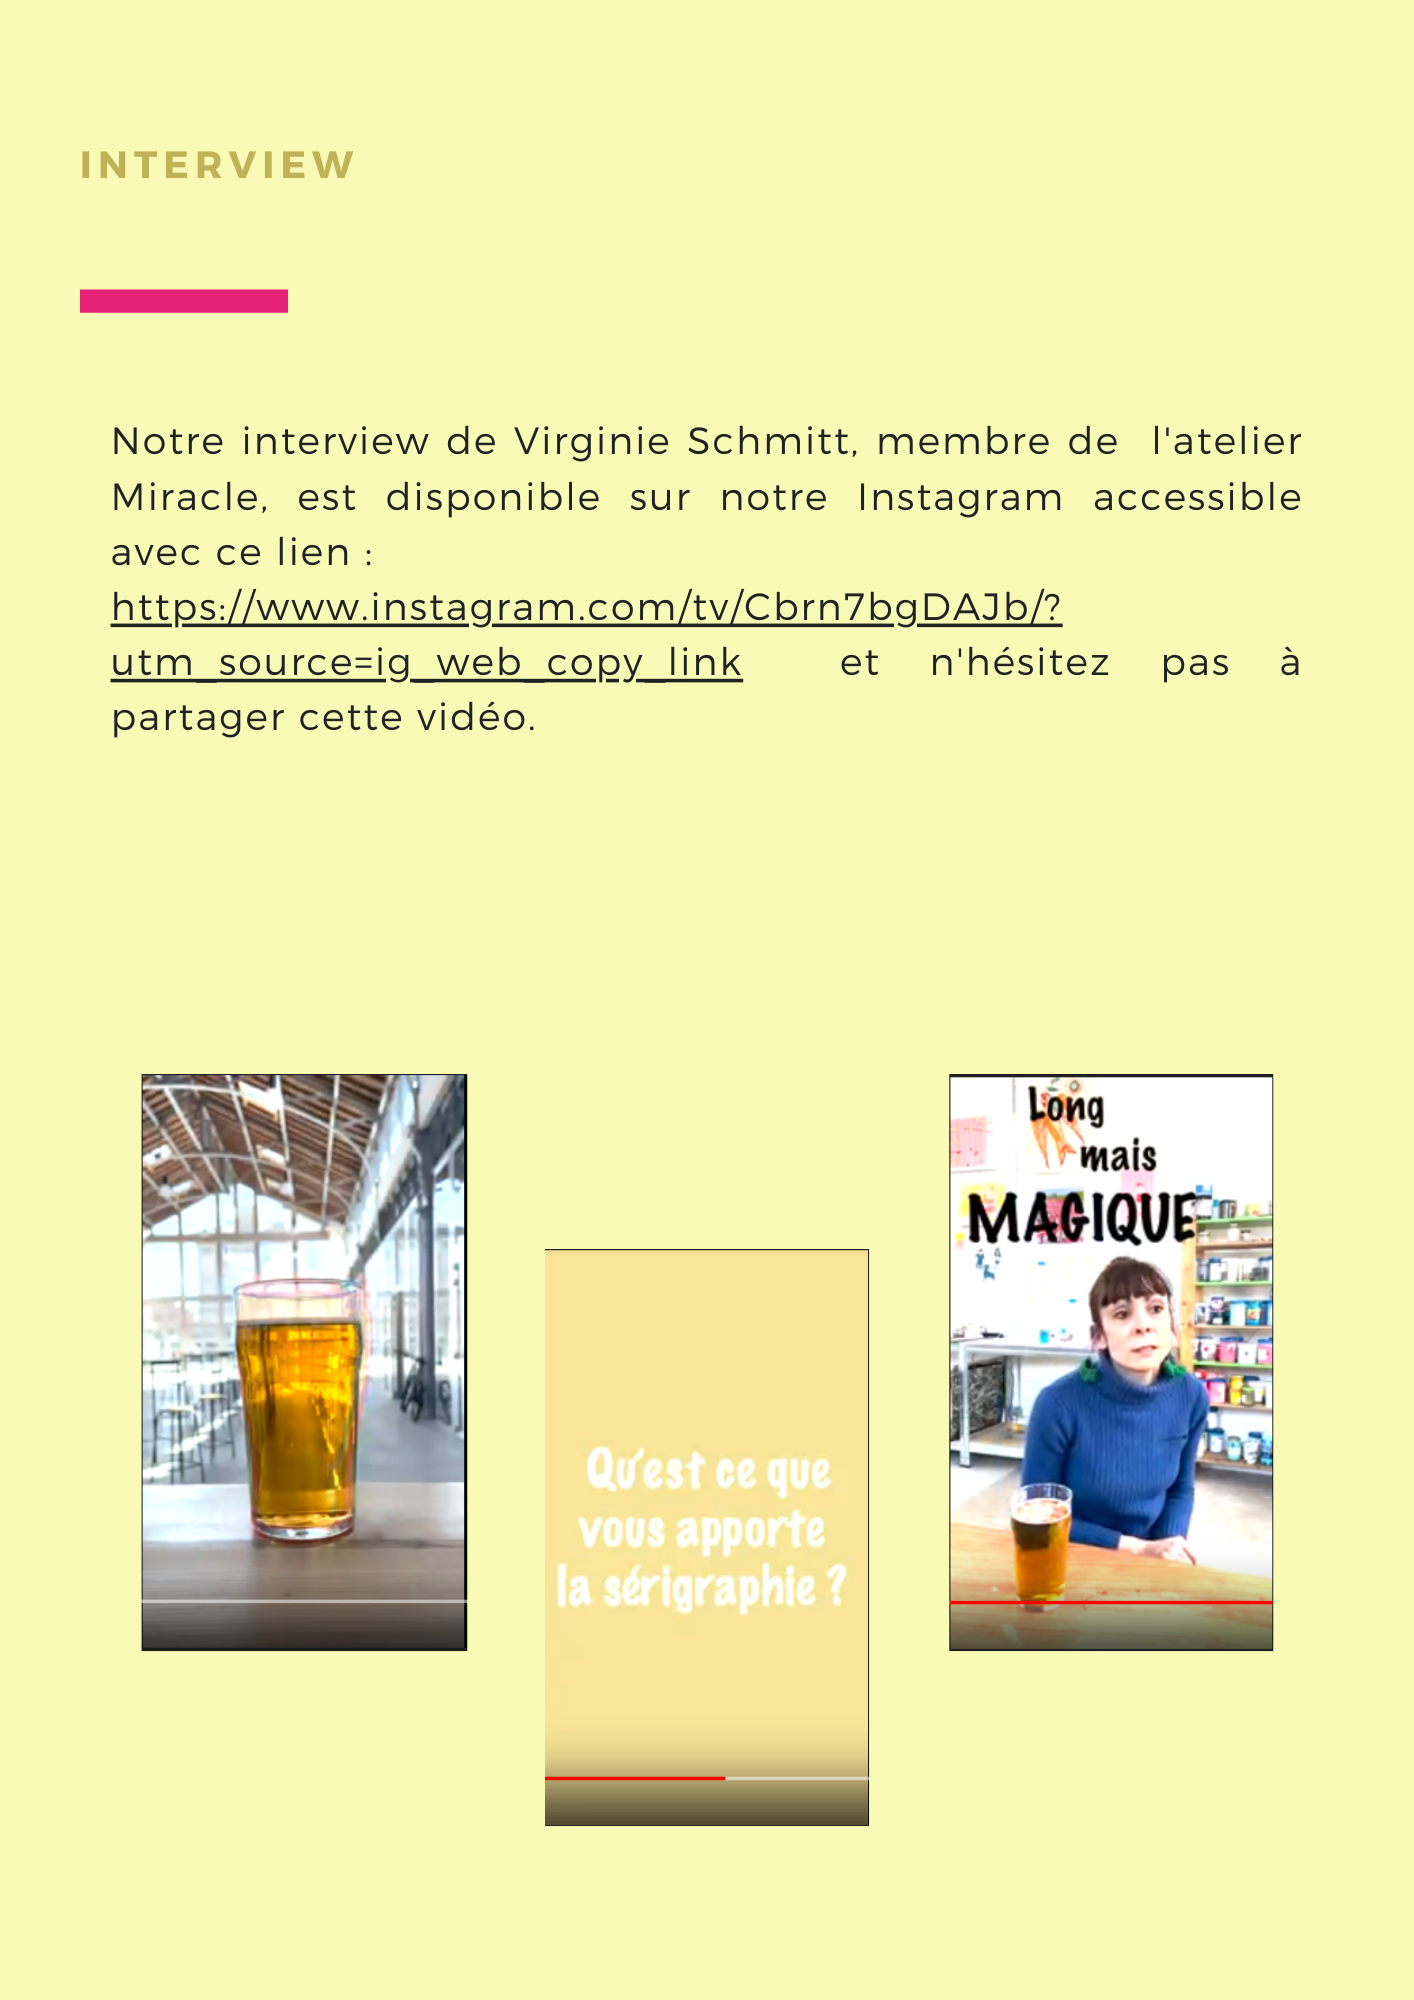 INTERVIEW
Notre interview de Virginie Schmitt, membre de l'atelier
Miracle, est disponible sur notre Instagram accessible
avec ce lien :
https://www.instagram.com/tv/Cbrn7bgDAJb/?
utm_source=ig_web_copy_link et n'hésitez pas à
partager cette vidéo.
Long
mais
MAGIQUE
Qu'est ce que
vous apporte
la sérigraphie ?